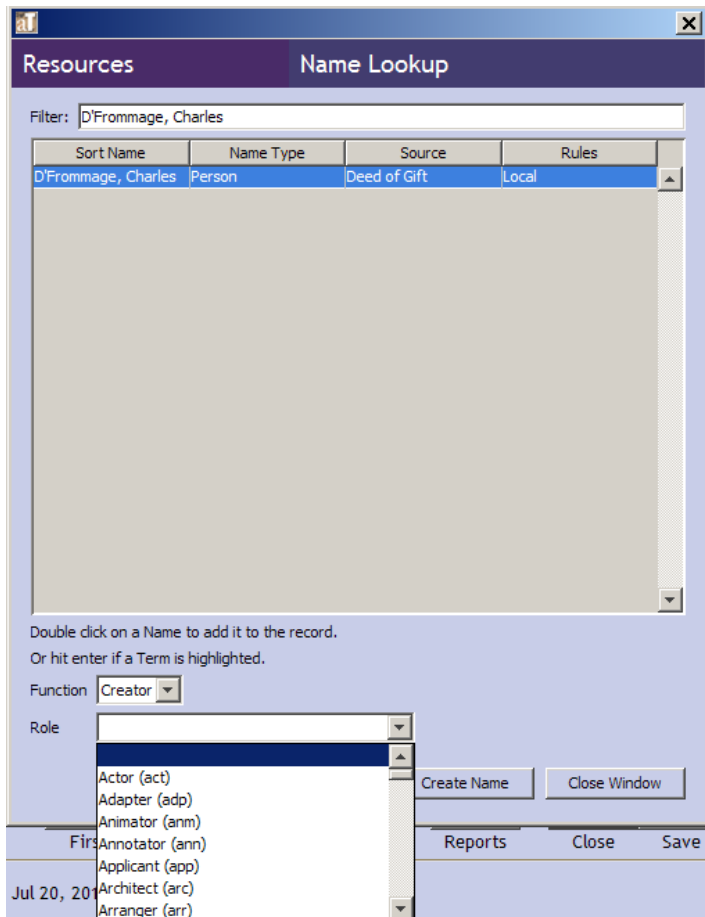 aT
Resources Name Lookup
Filter: D'Frommage, Charles
Sort Name Name Type Source Rules
D'Frommage, Charles Person Deed of Gift Local
Double click on a Name to add it to the record.
Or hit enter if a Term is highlighted.
Function Creator
Role
Actor (act)
Create Name Close Window
Adapter (adp)
Animator (anm)
Annotator (ann)
Reports Close Save
Applicant (app)
Architect (arc)
Jul 20,
Arranger (arr)